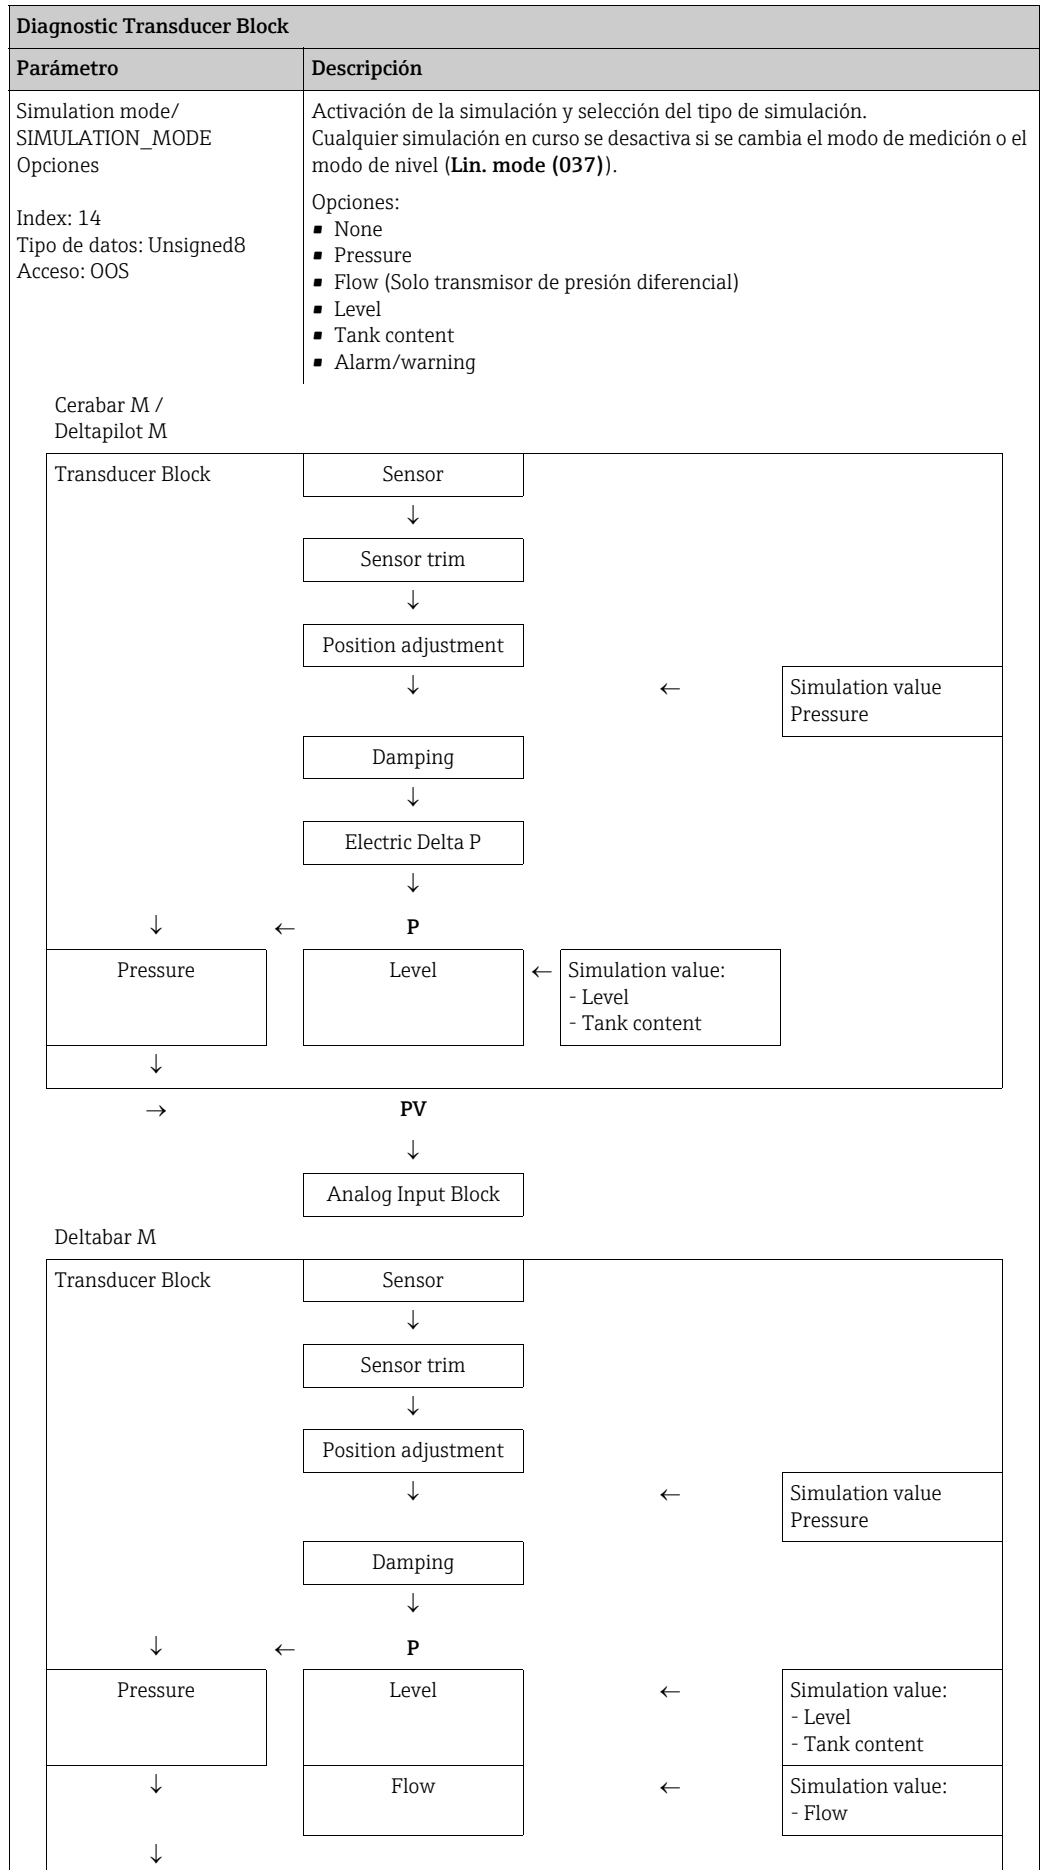 Diagnostic Transducer Block
Parámetro Descripción
Simulation mode/
SIMULATION_MODE
Opciones
Index: 14
Tipo de datos: Unsigned8
Acceso: OOS
Activación de la simulación y selección del tipo de simulación.
Cualquier simulación en curso se desactiva si se cambia el modo de medición o el
modo de nivel (Lin. mode (037)).
Opciones:
▪ None
▪ Pressure
▪ Flow (Solo transmisor de presión diferencial)
▪ Level
▪ Tank content
▪ Alarm/warning
Cerabar M /
Deltapilot M
Transducer Block Sensor
↓
Sensor trim
↓
Position adjustment
↓ ← Simulation value
Pressure
Damping
↓
Electric Delta P
↓
↓ ← P
Pressure Level ← Simulation value:
- Level
- Tank content
↓
→ PV
↓
Analog Input Block
Deltabar M
Transducer Block Sensor
↓
Sensor trim
↓
Position adjustment
↓ ← Simulation value
Pressure
Damping
↓
↓ ← P
Pressure Level ← Simulation value:
- Level
- Tank content
↓ Flow ← Simulation value:
- Flow
↓